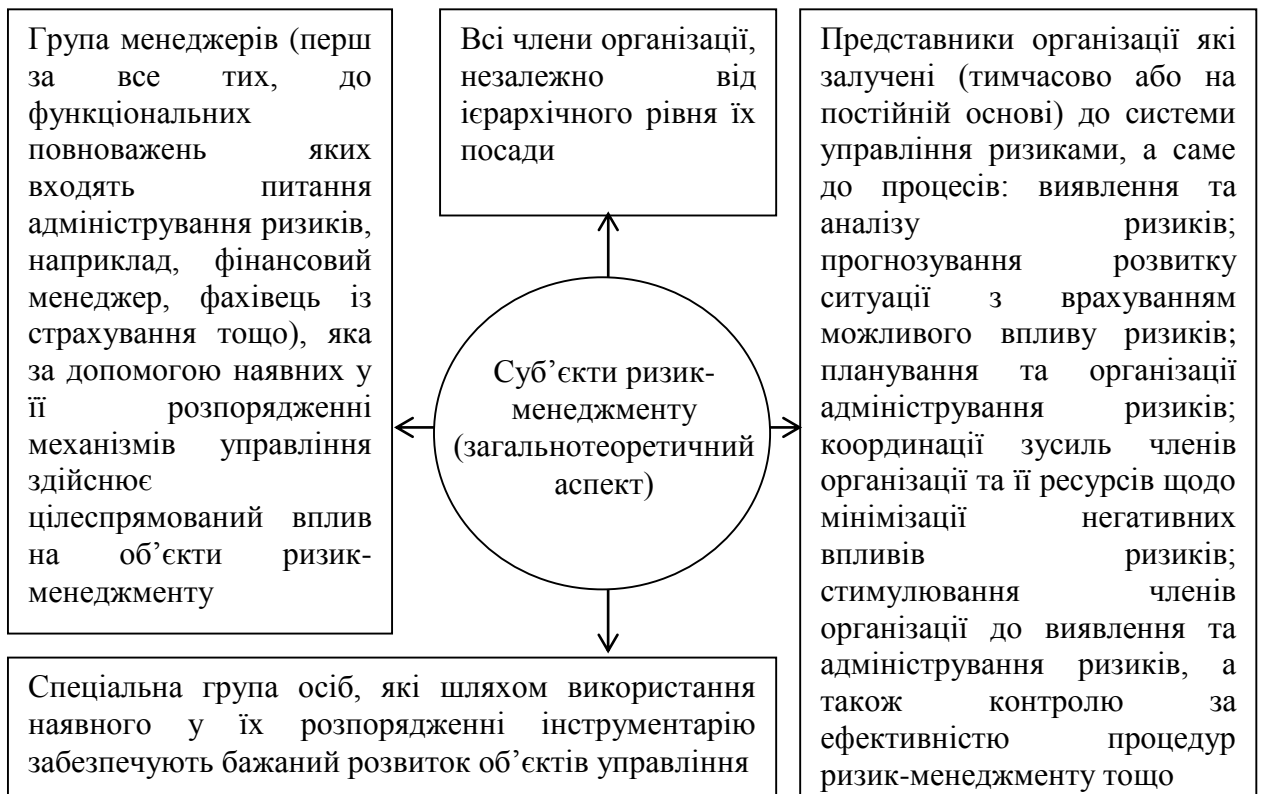 Група менеджерів (перш
за все тих, до
функціональних
повноважень яких
входять питання
адміністрування ризиків,
наприклад, фінансовий
менеджер, фахівець із
страхування тощо), яка
за допомогою наявних у
її розпорядженні
механізмів управління
здійснює
цілеспрямований вплив
на об’єкти ризик-
менеджменту
Всі члени організації,
незалежно від
ієрархічного рівня їх
посади
Представники організації які
залучені (тимчасово або на
постійній основі) до системи
управління ризиками, а саме
до процесів: виявлення та
аналізу ризиків;
прогнозування розвитку
ситуації з врахуванням
можливого впливу ризиків;
планування та організації
адміністрування ризиків;
координації зусиль членів
організації та її ресурсів щодо
мінімізації негативних
впливів ризиків;
стимулювання членів
організації до виявлення та
адміністрування ризиків, а
також контролю за
ефективністю процедур
ризик-менеджменту тощо
Суб’єкти ризик-
менеджменту
(загальнотеоретичний
аспект)
Спеціальна група осіб, які шляхом використання
наявного у їх розпорядженні інструментарію
забезпечують бажаний розвиток об’єктів управління